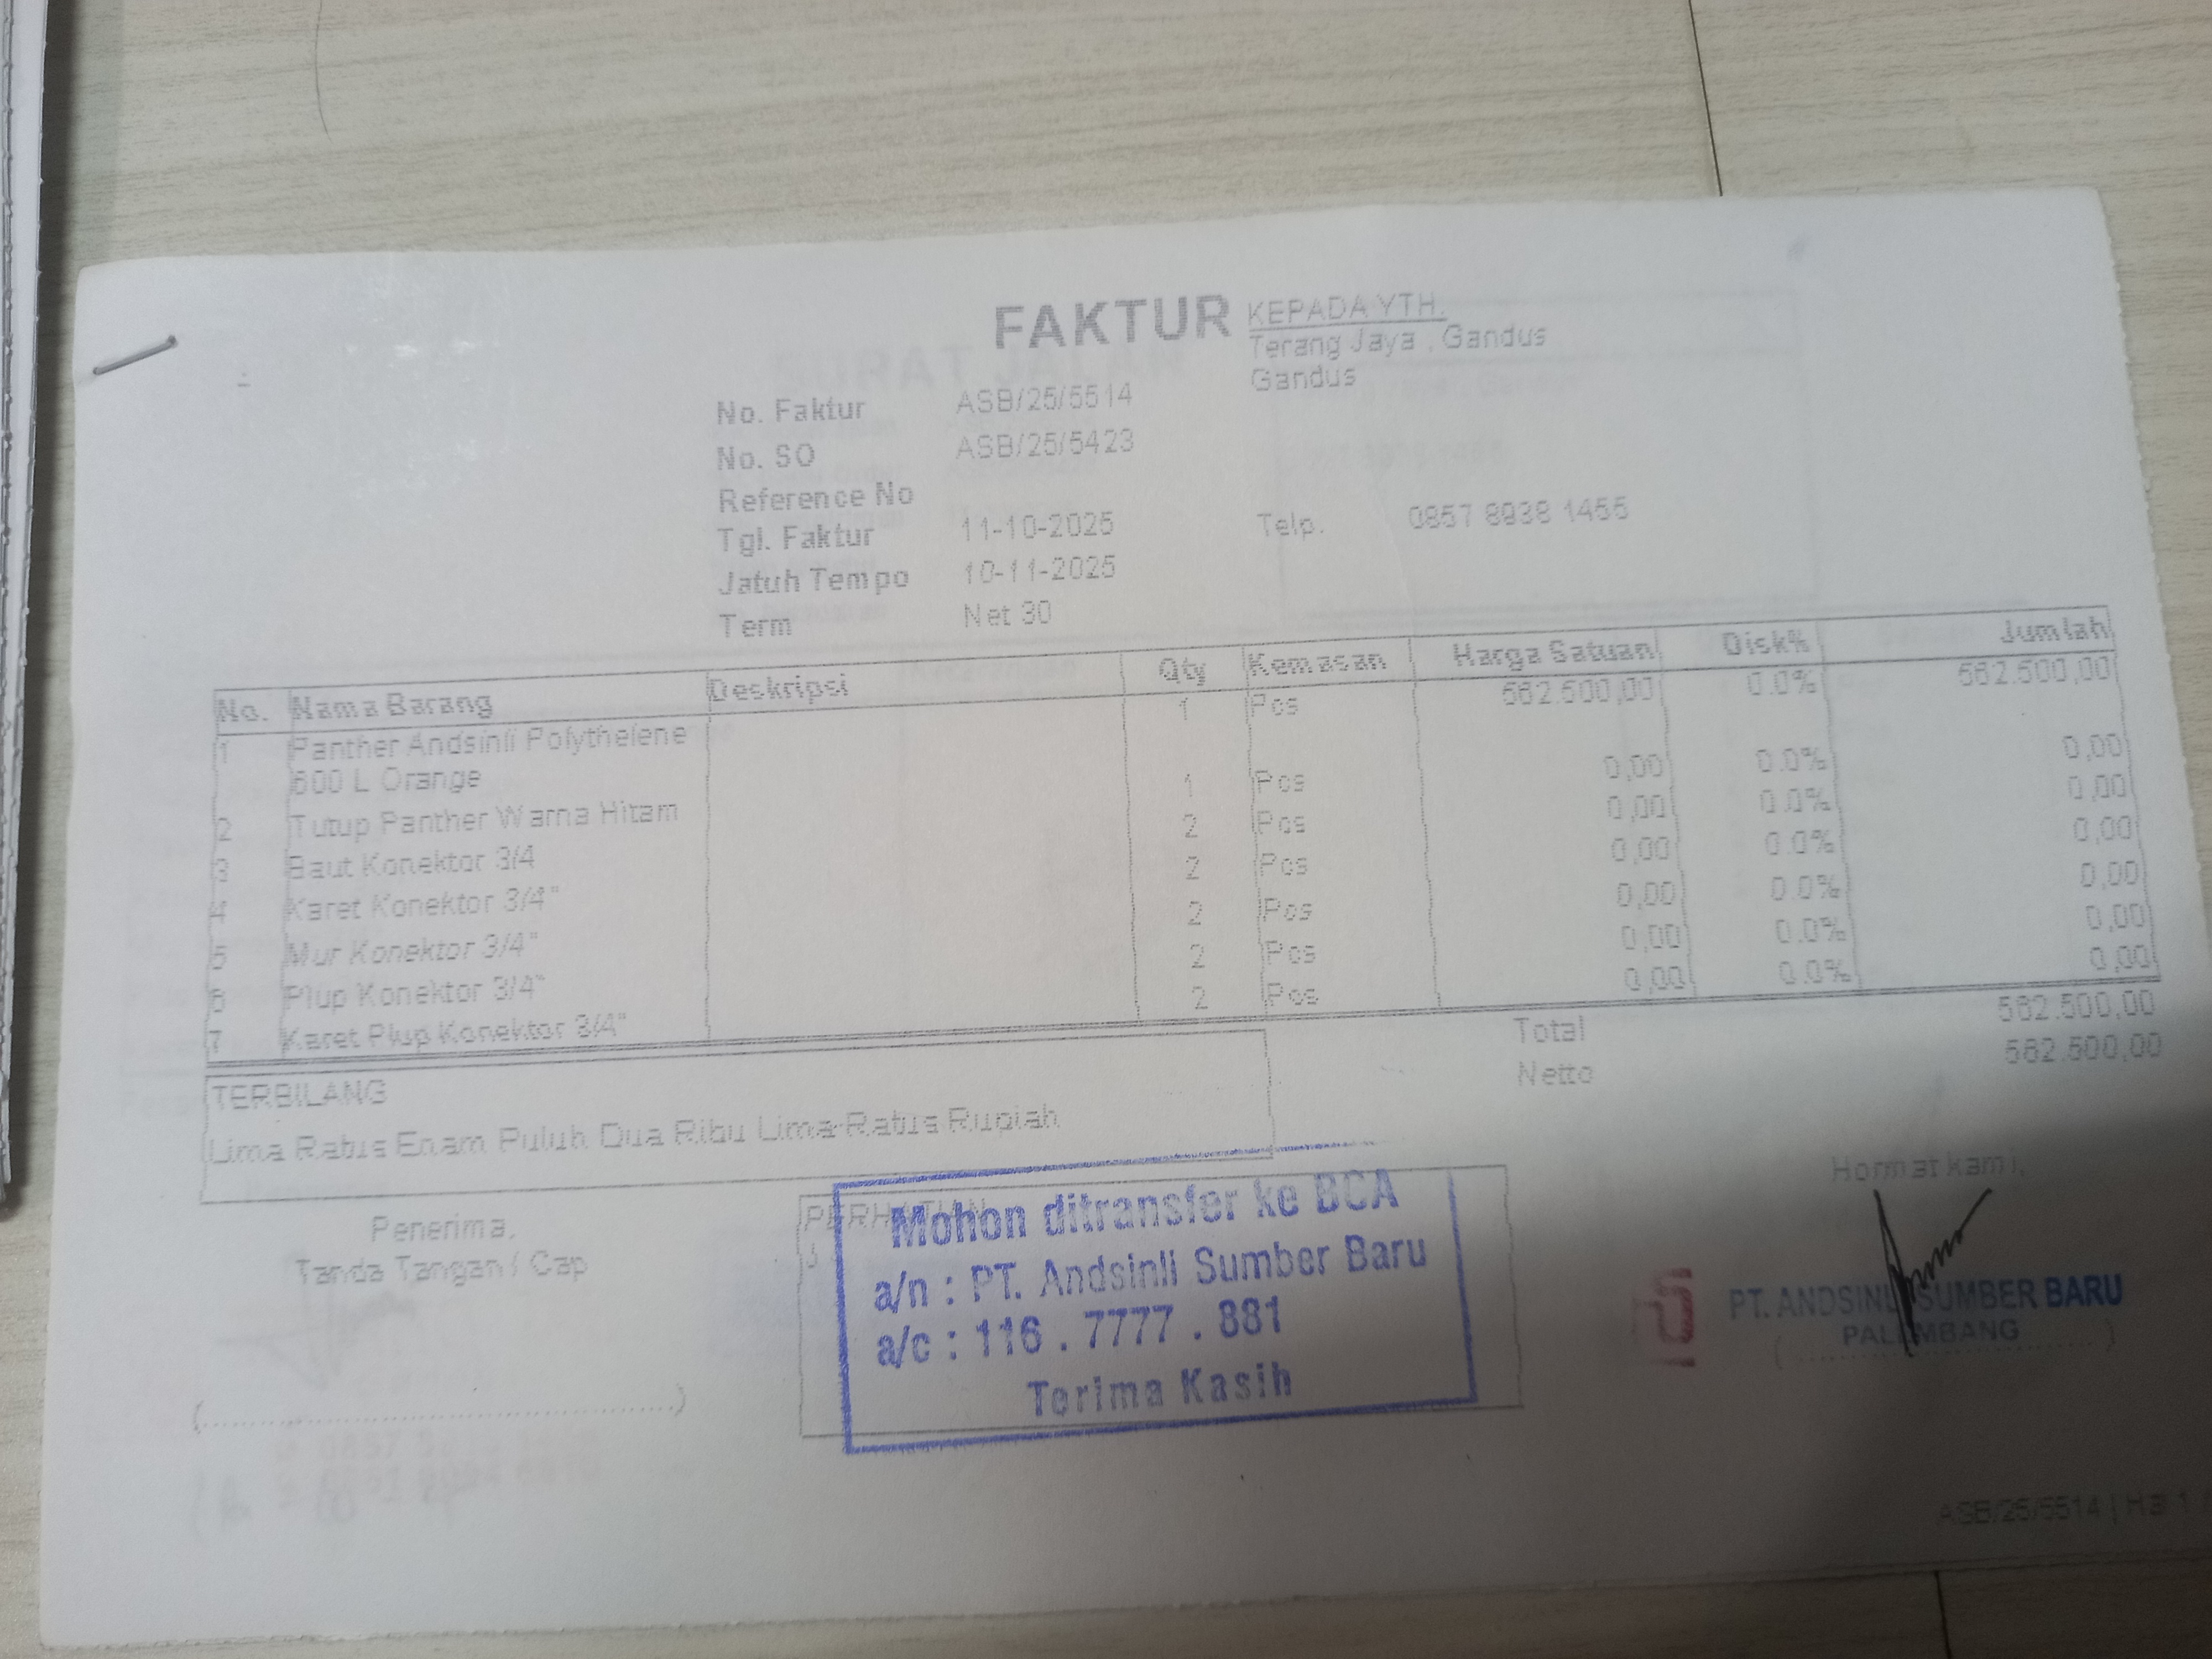 FAKTUR
KEPADA YTH.
Terang Jaya , Gandus
Gandus
No. Faktur ASB/25/5514
No. SO ASB/25/5423
Reference No
Tgl. Faktur 11-10-2025
Telp. 0857 8938 1455
Jatuh Tempo 10-11-2025
Term Net 30
No. Nama Barang Deskripsi Qty Kemasan Harga Satuan Disk% Jumlah
1 Panther Andsinli Polythelene 1 Pcs 562.500,00 0.0% 562.500,00
600 L Orange
2 Tutup Panther Warna Hitam 1 Pcs 0,00 0.0% 0,00
3 Baut Konektor 3/4 2 Pcs 0,00 0.0% 0,00
4 Karet Konektor 3/4" 2 Pcs 0,00 0.0% 0,00
5 Mur Konektor 3/4" 2 Pcs 0,00 0.0% 0,00
6 Plup Konektor 3/4" 2 Pcs 0,00 0.0% 0,00
7 Karet Plup Konektor 3/4" 2 Pcs 0,00 0.0% 0,00
Total 562.500,00
Netto 562.500,00
TERBILANG
Lima Ratus Enam Puluh Dua Ribu Lima Ratus Rupiah
Penerima,
Tanda Tangan / Cap
(....................)
PERHATIAN
Mohon ditransfer ke BCA
a/n : PT. Andsinli Sumber Baru
a/c : 116 . 7777 . 881
Terima Kasih
Hormat kami,
PT. ANDSINLI SUMBER BARU
PALEMBANG
(....................)
ASB/25/5514 | Hal 1